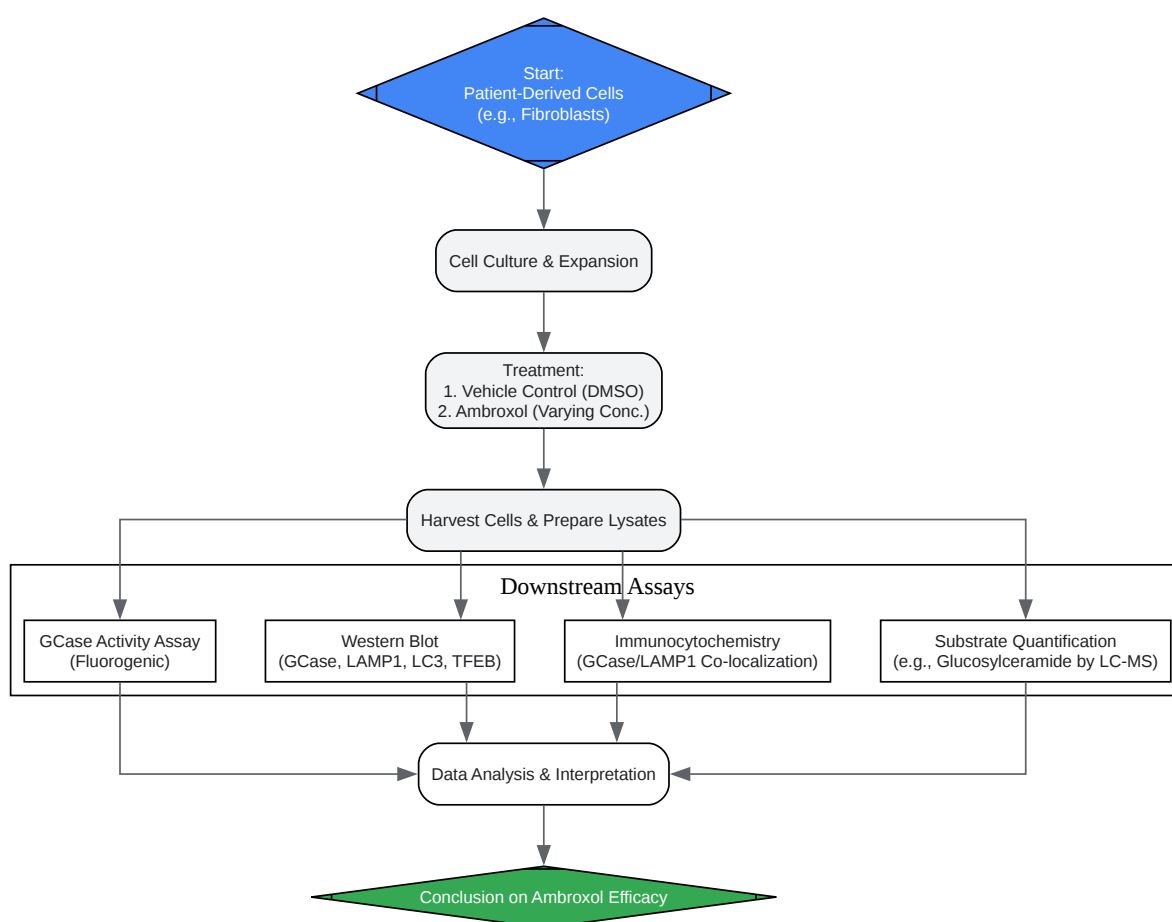 Start:
Patient-Derived Cells
(e.g., Fibroblasts)
Cell Culture & Expansion
Treatment:
1. Vehicle Control (DMSO)
2. Ambroxol (Varying Conc.)
Harvest Cells & Prepare Lysates
Downstream Assays
GCase Activity Assay
(Fluorogenic)
Western Blot
(GCase, LAMP1, LC3, TFEB)
Immunocytochemistry
(GCase/LAMP1 Co-localization)
Substrate Quantification
(e.g., Glucosylceramide by LC-MS)
Data Analysis & Interpretation
Conclusion on Ambroxol Efficacy